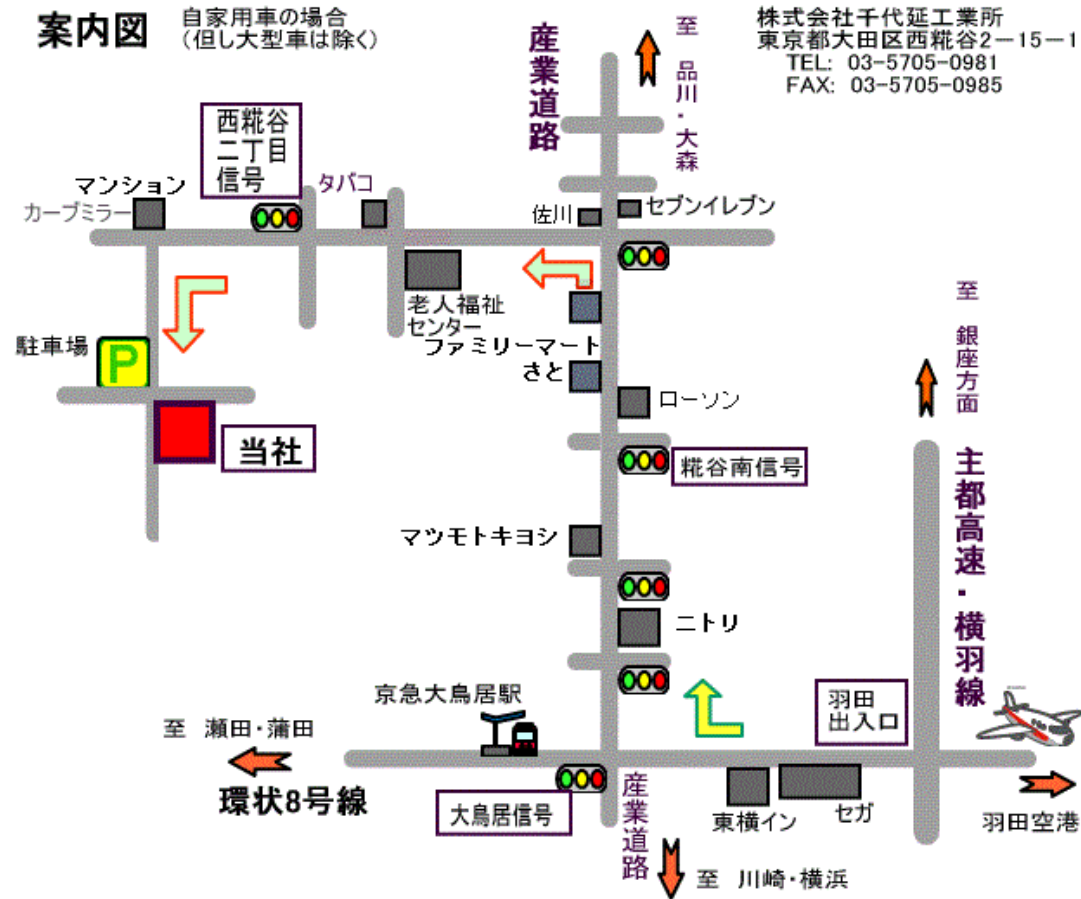 案内図
自家用車の場合
(但し大型車は除く)
株式会社千代延工業所
東京都大田区西糀谷2-15-1
TEL: 03-5705-0981
FAX: 03-5705-0985
産業道路
至 品川・大森
西糀谷
二丁目
信号
マンション
カーブミラー
タバコ
佐川
セブンイレブン
老人福祉
センター
ファミリーマート
さと
ローソン
駐車場
P
当社
糀谷南信号
至 銀座方面
主都高速・横羽線
マツモトキヨシ
ニトリ
京急大鳥居駅
羽田
出入口
至 瀬田・蒲田
環状8号線
大鳥居信号
産業道路
東横イン
セガ
羽田空港
至 川崎・横浜